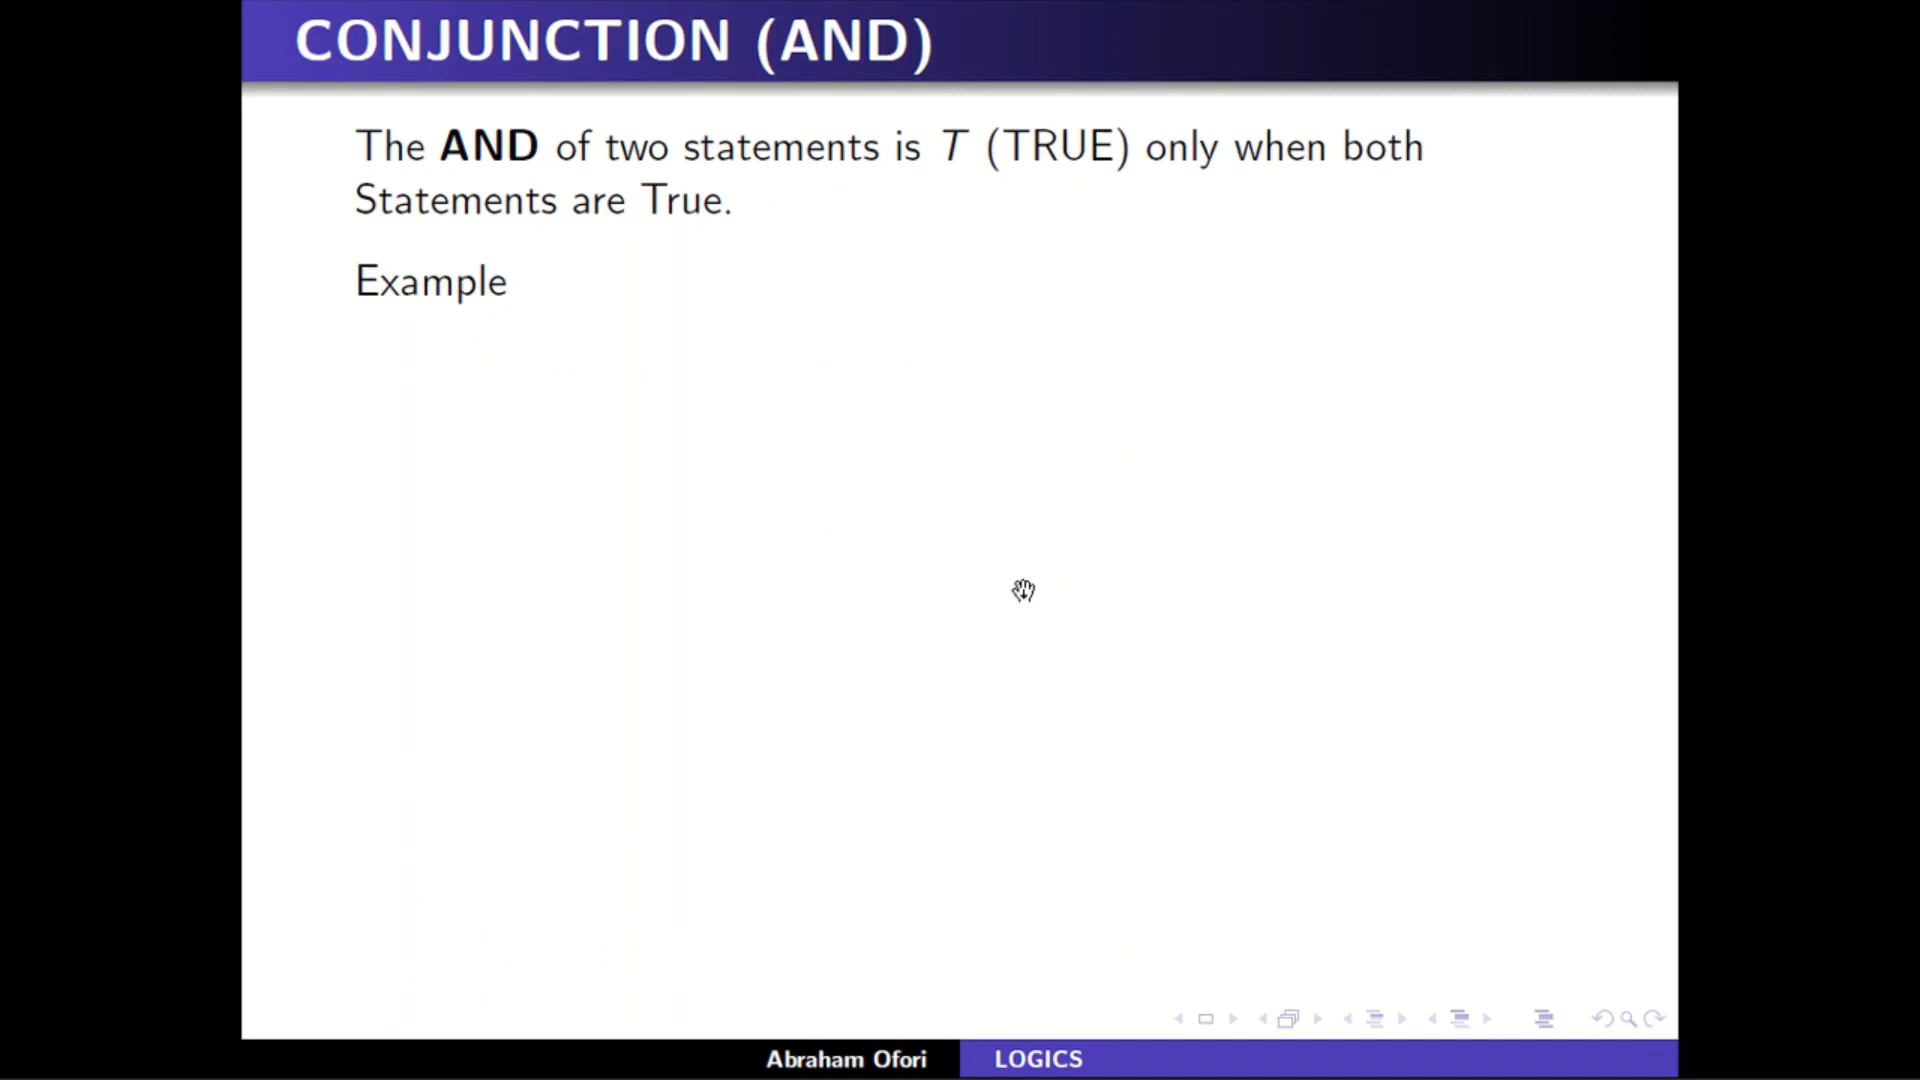 CONJUNCTION (AND)
The AND of two statements is T (TRUE) only when both
Statements are True.
Example
Abraham Ofori
LOGICS